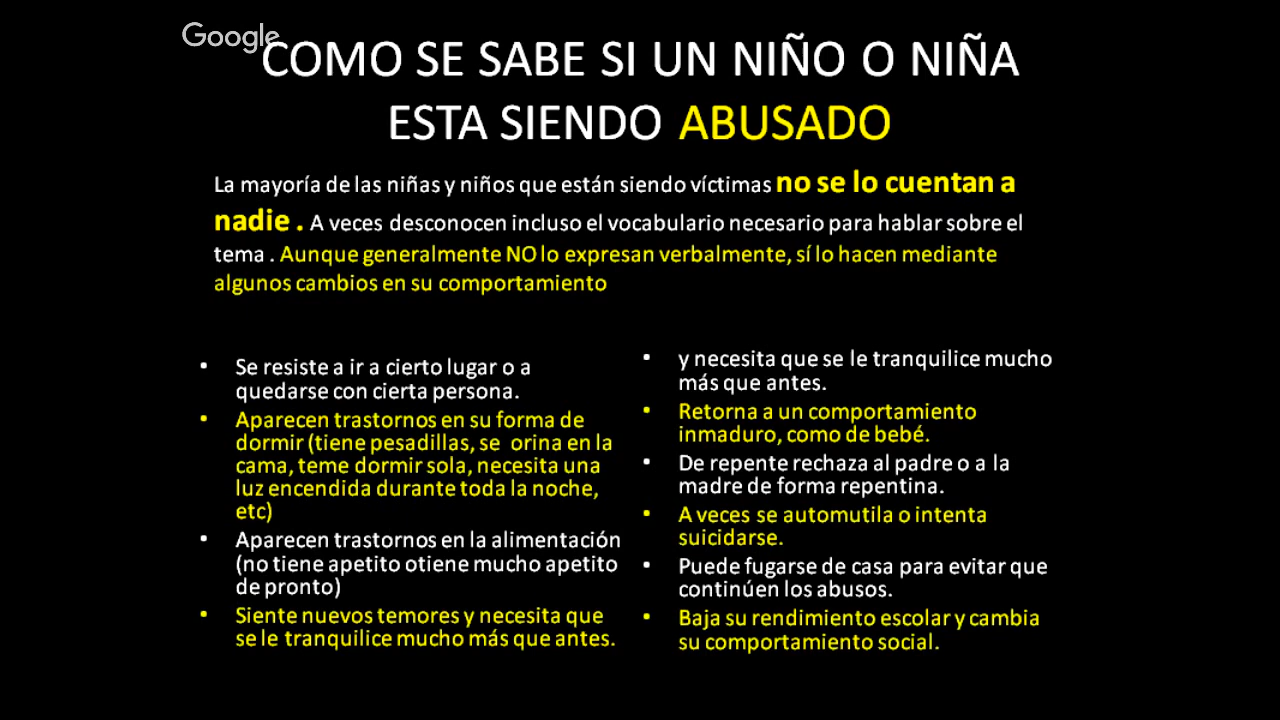 Google
COMO SE SABE SI UN NIÑO O NIÑA
ESTA SIENDO ABUSADO
La mayoría de las niñas y niños que están siendo víctimas no se lo cuentan a
nadie . A veces desconocen incluso el vocabulario necesario para hablar sobre el
tema . Aunque generalmente NO lo expresan verbalmente, sí lo hacen mediante
algunos cambios en su comportamiento
• Se resiste a ir a cierto lugar o a
quedarse con cierta persona.
• Aparecen trastornos en su forma de
dormir (tiene pesadillas, se orina en la
cama, teme dormir sola, necesita una
luz encendida durante toda la noche,
etc)
• Aparecen trastornos en la alimentación
(no tiene apetito otiene mucho apetito
de pronto)
• Siente nuevos temores y necesita que
se le tranquilice mucho más que antes.
• y necesita que se le tranquilice mucho
más que antes.
• Retorna a un comportamiento
inmaduro, como de bebé.
• De repente rechaza al padre o a la
madre de forma repentina.
• A veces se automutila o intenta
suicidarse.
• Puede fugarse de casa para evitar que
continúen los abusos.
• Baja su rendimiento escolar y cambia
su comportamiento social.